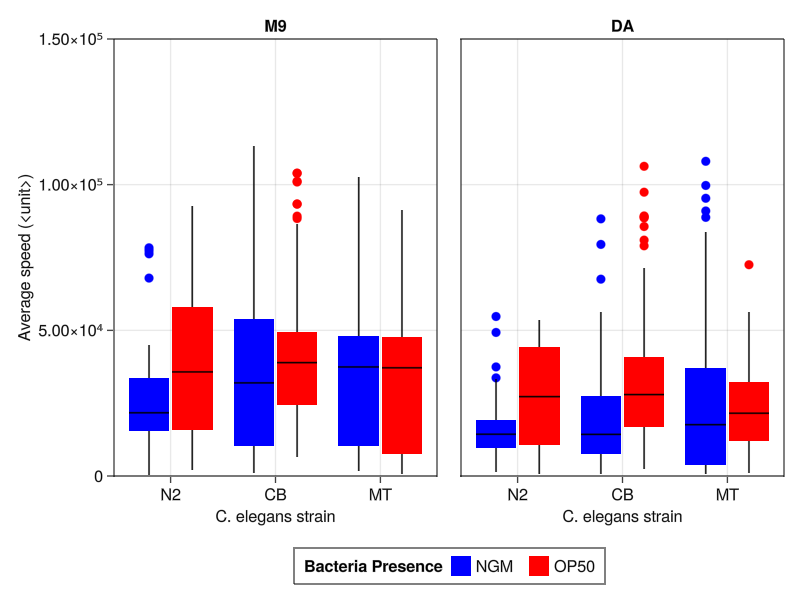 M9
DA
1.50×10⁵
1.00×10⁵
5.00×10⁴
0
Average speed (<unit>)
N2 CB MT
N2 CB MT
C. elegans strain
C. elegans strain
Bacteria Presence NGM OP50